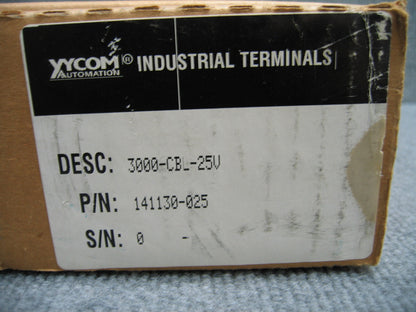 XYCOM® INDUSTRIAL TERMINALS
AUTOMATION
DESC: 3000-CBL-25V
P/N: 141130-025
S/N: 0 -